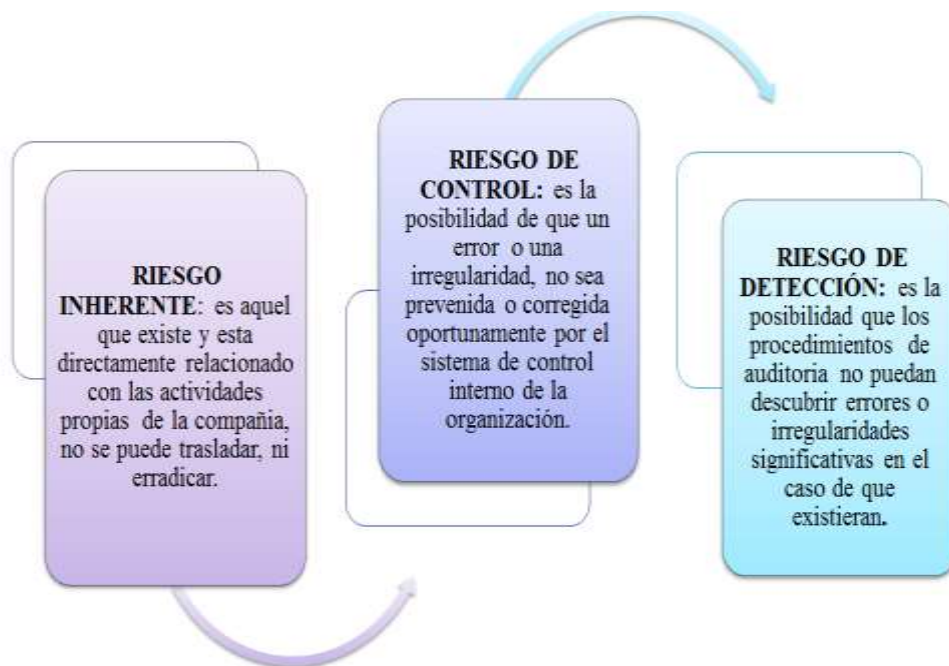 RIESGO
INHERENTE: es aquel
que existe y esta
directamente relacionado
con las actividades
propias de la compañia,
no se puede trasladar, ni
erradicar.
RIESGO DE
CONTROL: es la
posibilidad de que un
error o una
irregularidad, no sea
prevenida o corregida
oportunamente por el
sistema de control
interno de la
organización.
RIESGO DE
DETECCIÓN: es la
posibilidad que los
procedimientos de
auditoria no puedan
descubrir errores o
irregularidades
significativas en el
caso de que
existieran.